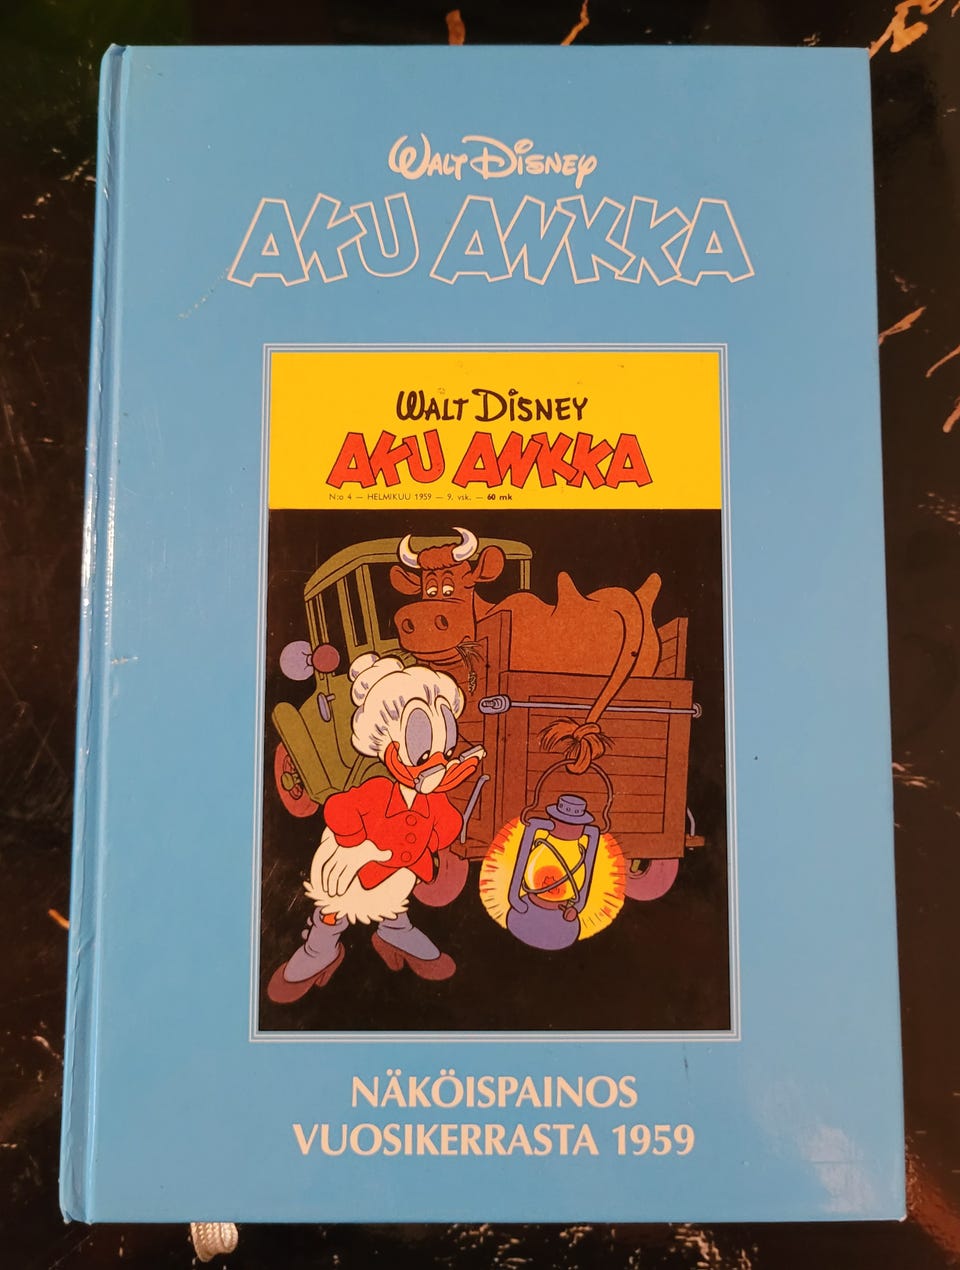 Walt Disney
AKU ANKKA
WALT DISNEY
AKU ANKKA
N:o 4 — HELMIKUU 1959 — 9. vsk. — 60 mk
NÄKÖISPAINOS
VUOSIKERRASTA 1959